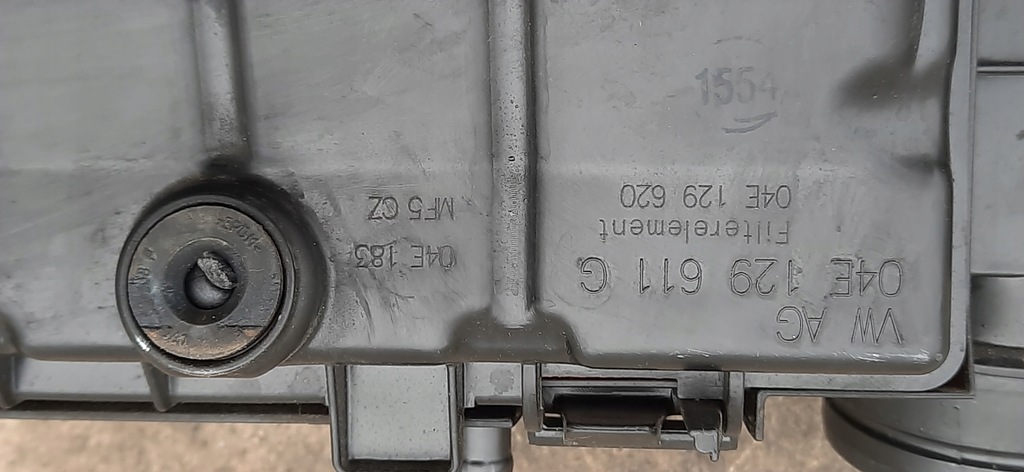 VW AG
04E 129 611 G
Filterelement
04E 129 620
04E 183
MF5 CZ
1554